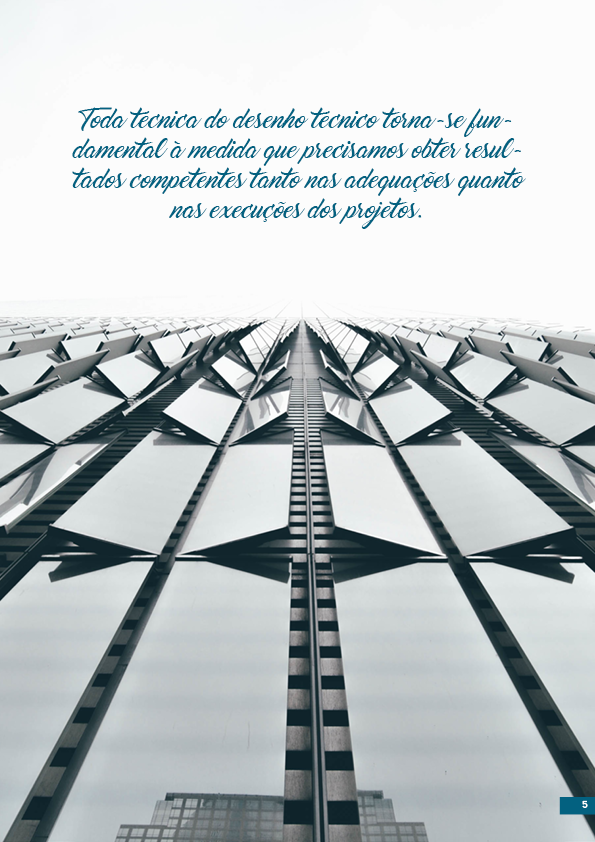 Toda técnica do desenho técnico torna-se fun-
damental à medida que precisamos obter resul-
tados competentes tanto nas adequações quanto
nas execuções dos projetos.
5